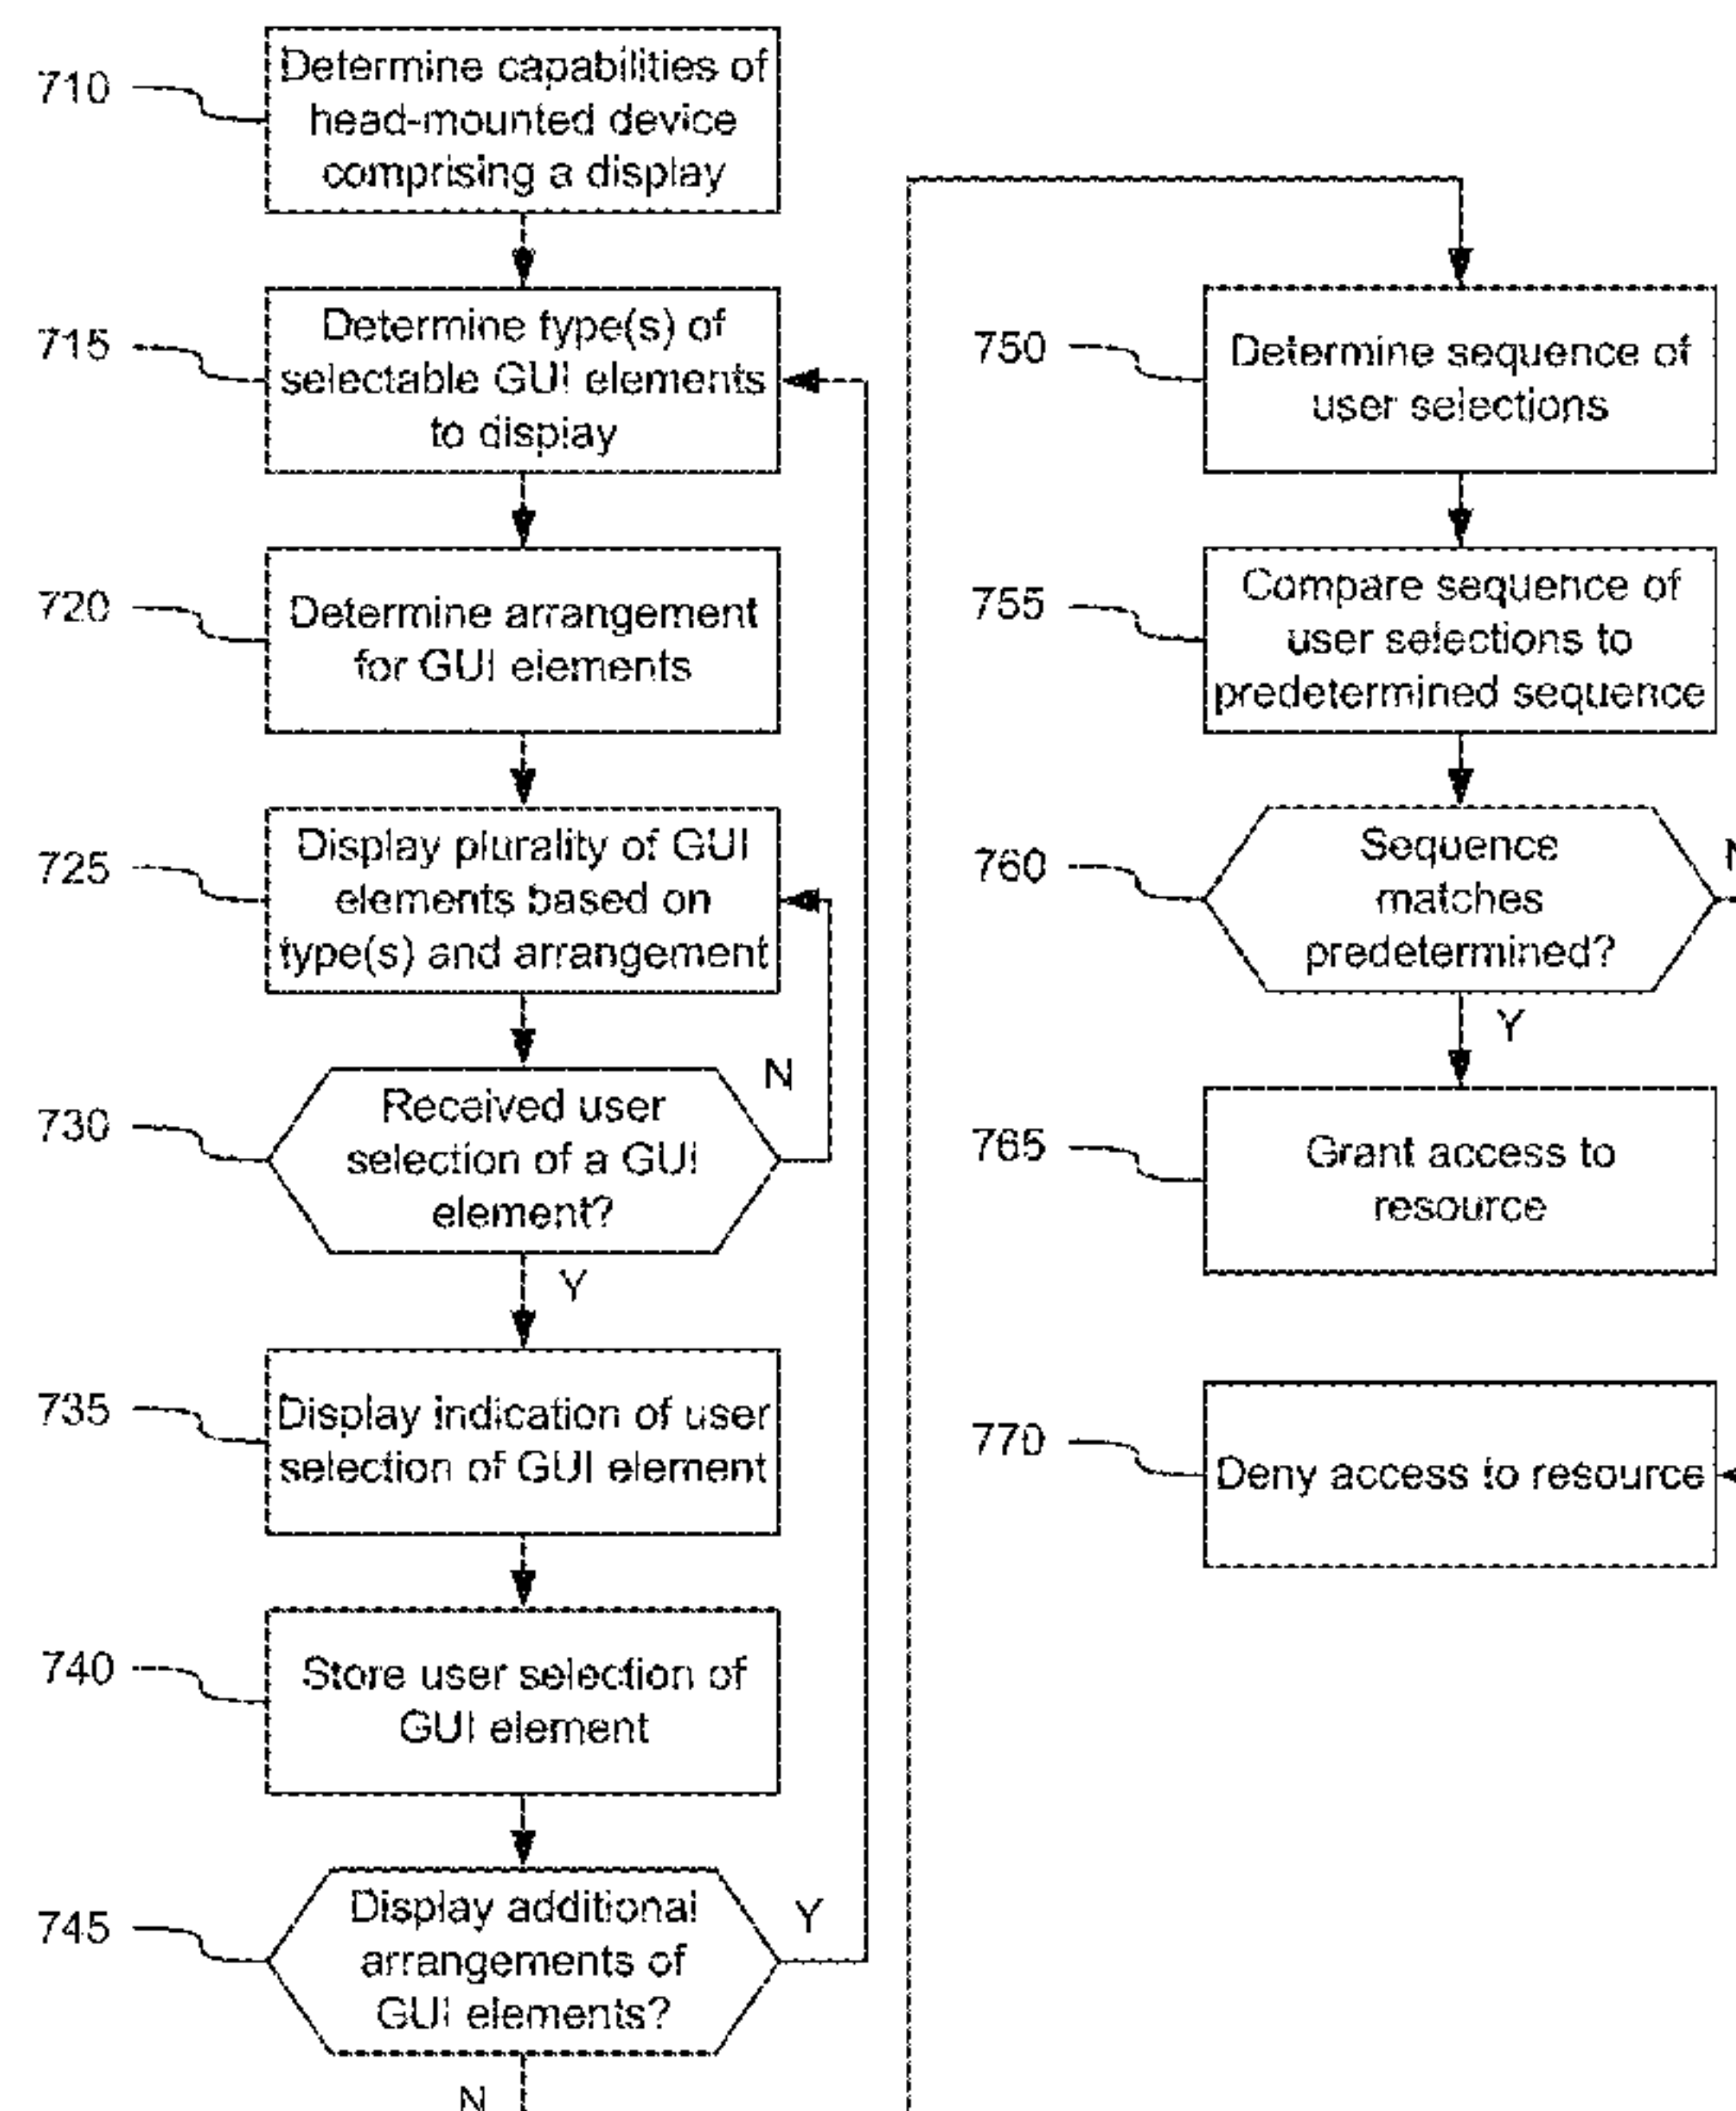 710
Determine capabilities of
head-mounted device
comprising a display
715
Determine type(s) of
selectable GUI elements
to display
720
Determine arrangement
for GUI elements
725
Display plurality of GUI
elements based on
type(s) and arrangement
730
Received user
selection of a GUI
element?
N
Y
735
Display indication of user
selection of GUI element
740
Store user selection of
GUI element
745
Display additional
arrangements of
GUI elements?
Y
N
750
Determine sequence of
user selections
755
Compare sequence of
user selections to
predetermined sequence
760
Sequence
matches
predetermined?
N
Y
765
Grant access to
resource
770
Deny access to resource